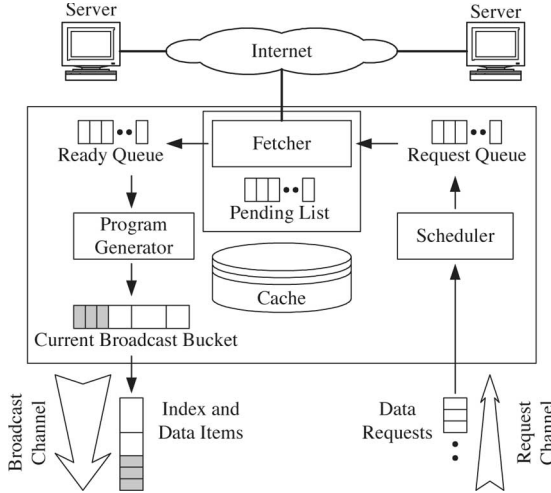 Server
Server
Internet
Ready Queue
Fetcher
Request Queue
Pending List
Program
Generator
Scheduler
Cache
Current Broadcast Bucket
Broadcast
Channel
Index and
Data Items
Data
Requests
Request
Channel